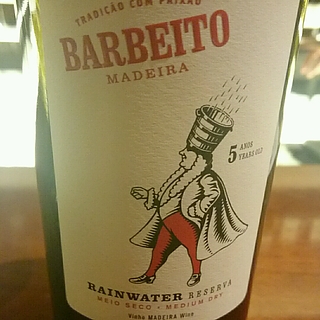 TRADIÇÃO COM PAIXÃO
BARBEITO
MADEIRA
5 ANOS
YEARS OLD
RAINWATER RESERVA
MEIO SECO • MEDIUM DRY
Vinho MADEIRA Wine